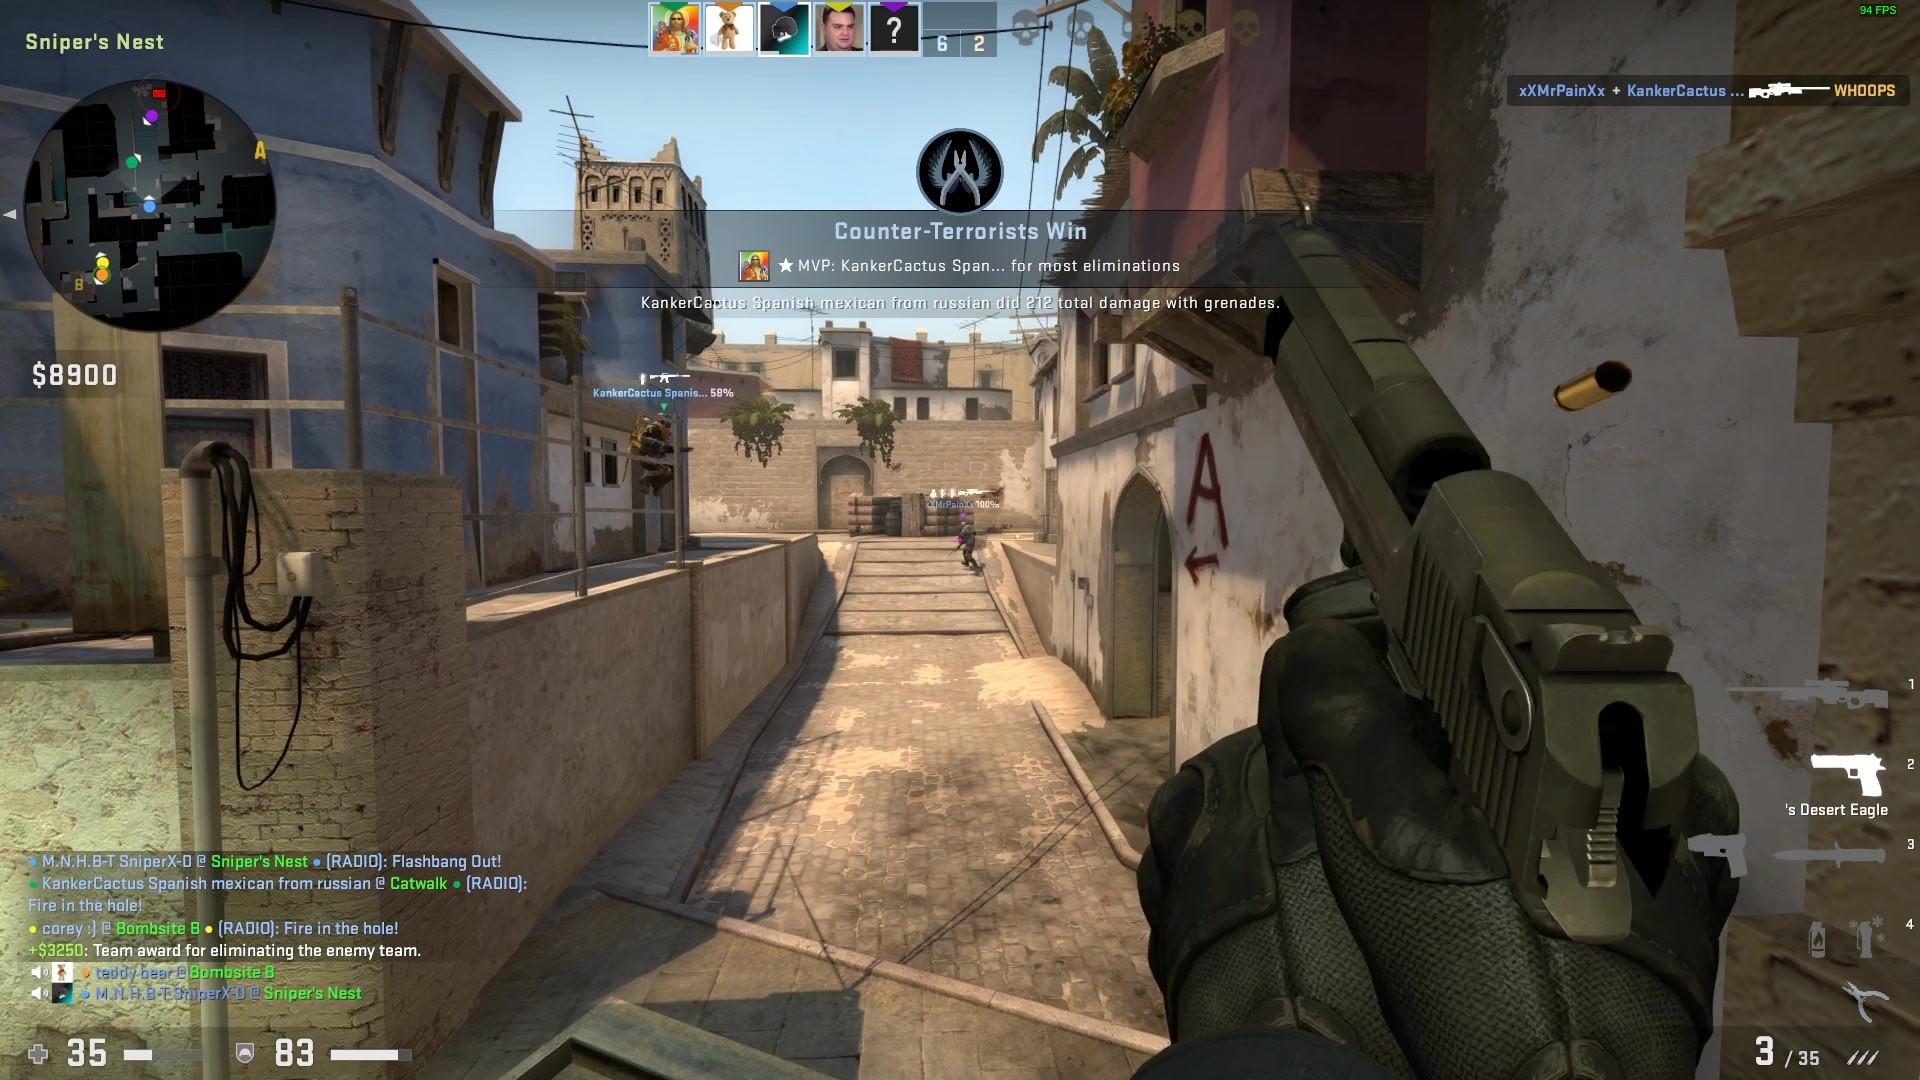 94 FPS
Sniper's Nest
?
6 2
A
B
xXMrPainXx + KankerCactus ... WHOOPS
Counter-Terrorists Win
★ MVP: KankerCactus Span... for most eliminations
KankerCactus Spanish mexican from russian did 212 total damage with grenades.
$8900
KankerCactus Spanis... 58%
xXMrPainXx 100%
A
1
2
's Desert Eagle
3
4
• M.N.H.B-T SniperX-D @ Sniper's Nest • (RADIO): Flashbang Out!
• KankerCactus Spanish mexican from russian @ Catwalk • (RADIO):
Fire in the hole!
• corey :) @ Bombsite B • (RADIO): Fire in the hole!
+$3250: Team award for eliminating the enemy team.
• teddy bear @ Bombsite B
• M.N.H.B-T SniperX-D @ Sniper's Nest
35 83
3 / 35